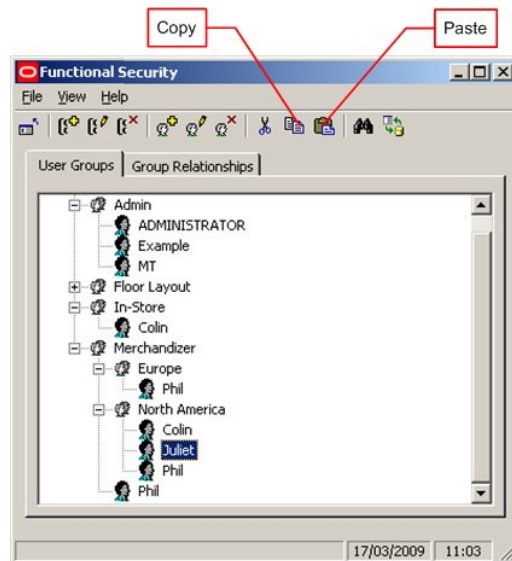 Copy
Paste
Functional Security
File View Help
User Groups
Group Relationships
Admin
ADMINISTRATOR
Example
MT
Floor Layout
In-Store
Colin
Merchandizer
Europe
Phil
North America
Colin
Juliet
Phil
Phil
17/03/2009
11:03